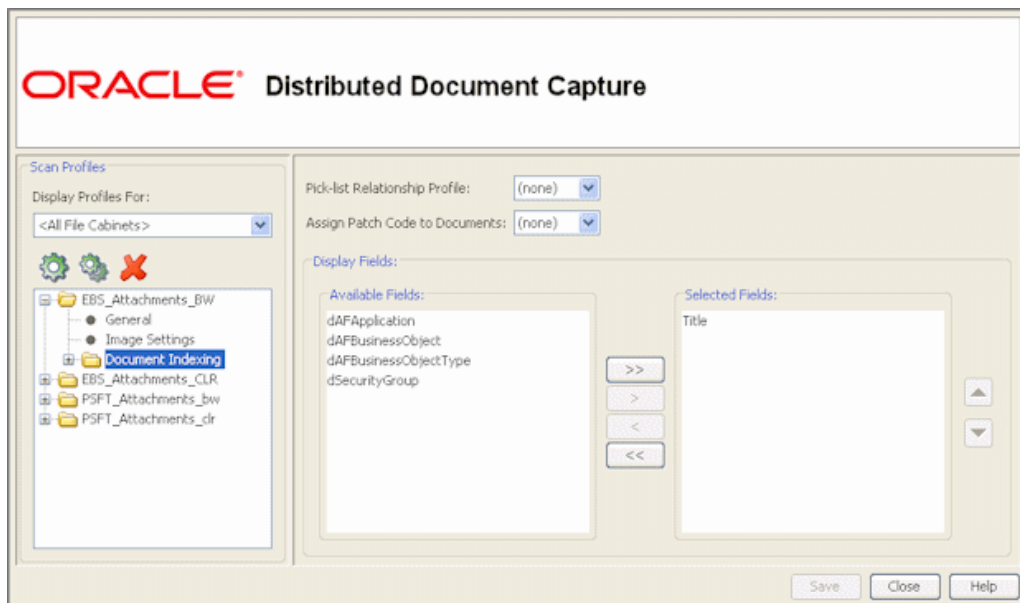 ORACLE® Distributed Document Capture
Scan Profiles
Display Profiles For:
<All File Cabinets>
EBS_Attachments_BW
General
Image Settings
Document Indexing
EBS_Attachments_CLR
PSFT_Attachments_bw
PSFT_Attachments_clr
Pick-list Relationship Profile: (none)
Assign Patch Code to Documents: (none)
Display Fields:
Available Fields:
dAFApplication
dAFBusinessObject
dAFBusinessObjectType
dSecurityGroup
>>
>
<
<<
Selected Fields:
Title
Save Close Help